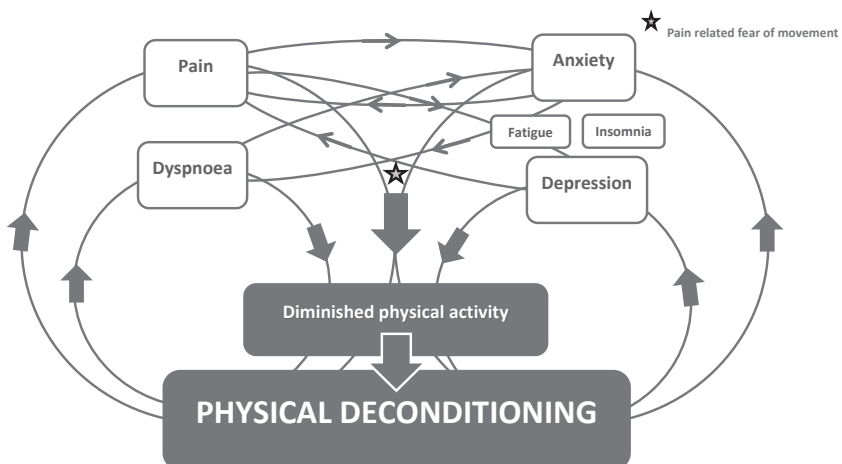 Pain related fear of movement
Pain
Anxiety
Fatigue
Insomnia
Dyspnoea
Depression
Diminished physical activity
PHYSICAL DECONDITIONING